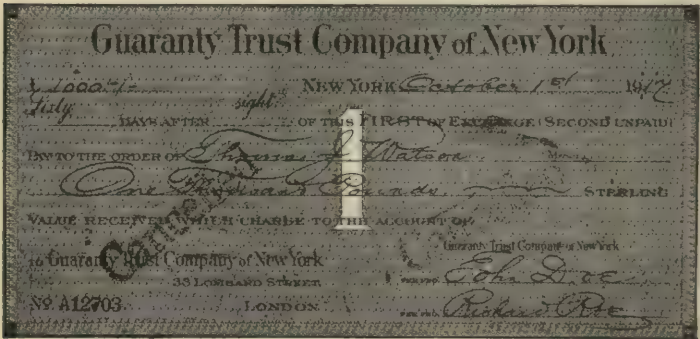 Guaranty Trust Company of New York
£ 1000-/- NEW YORK October 1st 1917
Sixty DAYS AFTER sight OF THIS FIRST OF EXCHANGE (SECOND UNPAID)
PAY TO THE ORDER OF Thomas J Watson
One Thousand Pounds STERLING
VALUE RECEIVED WHICH CHARGE TO THE ACCOUNT OF
Cancelled
To Guaranty Trust Company of New York
33 LOMBARD STREET
No A12703 LONDON
Guaranty Trust Company of New York
John Doe
Richard Roe